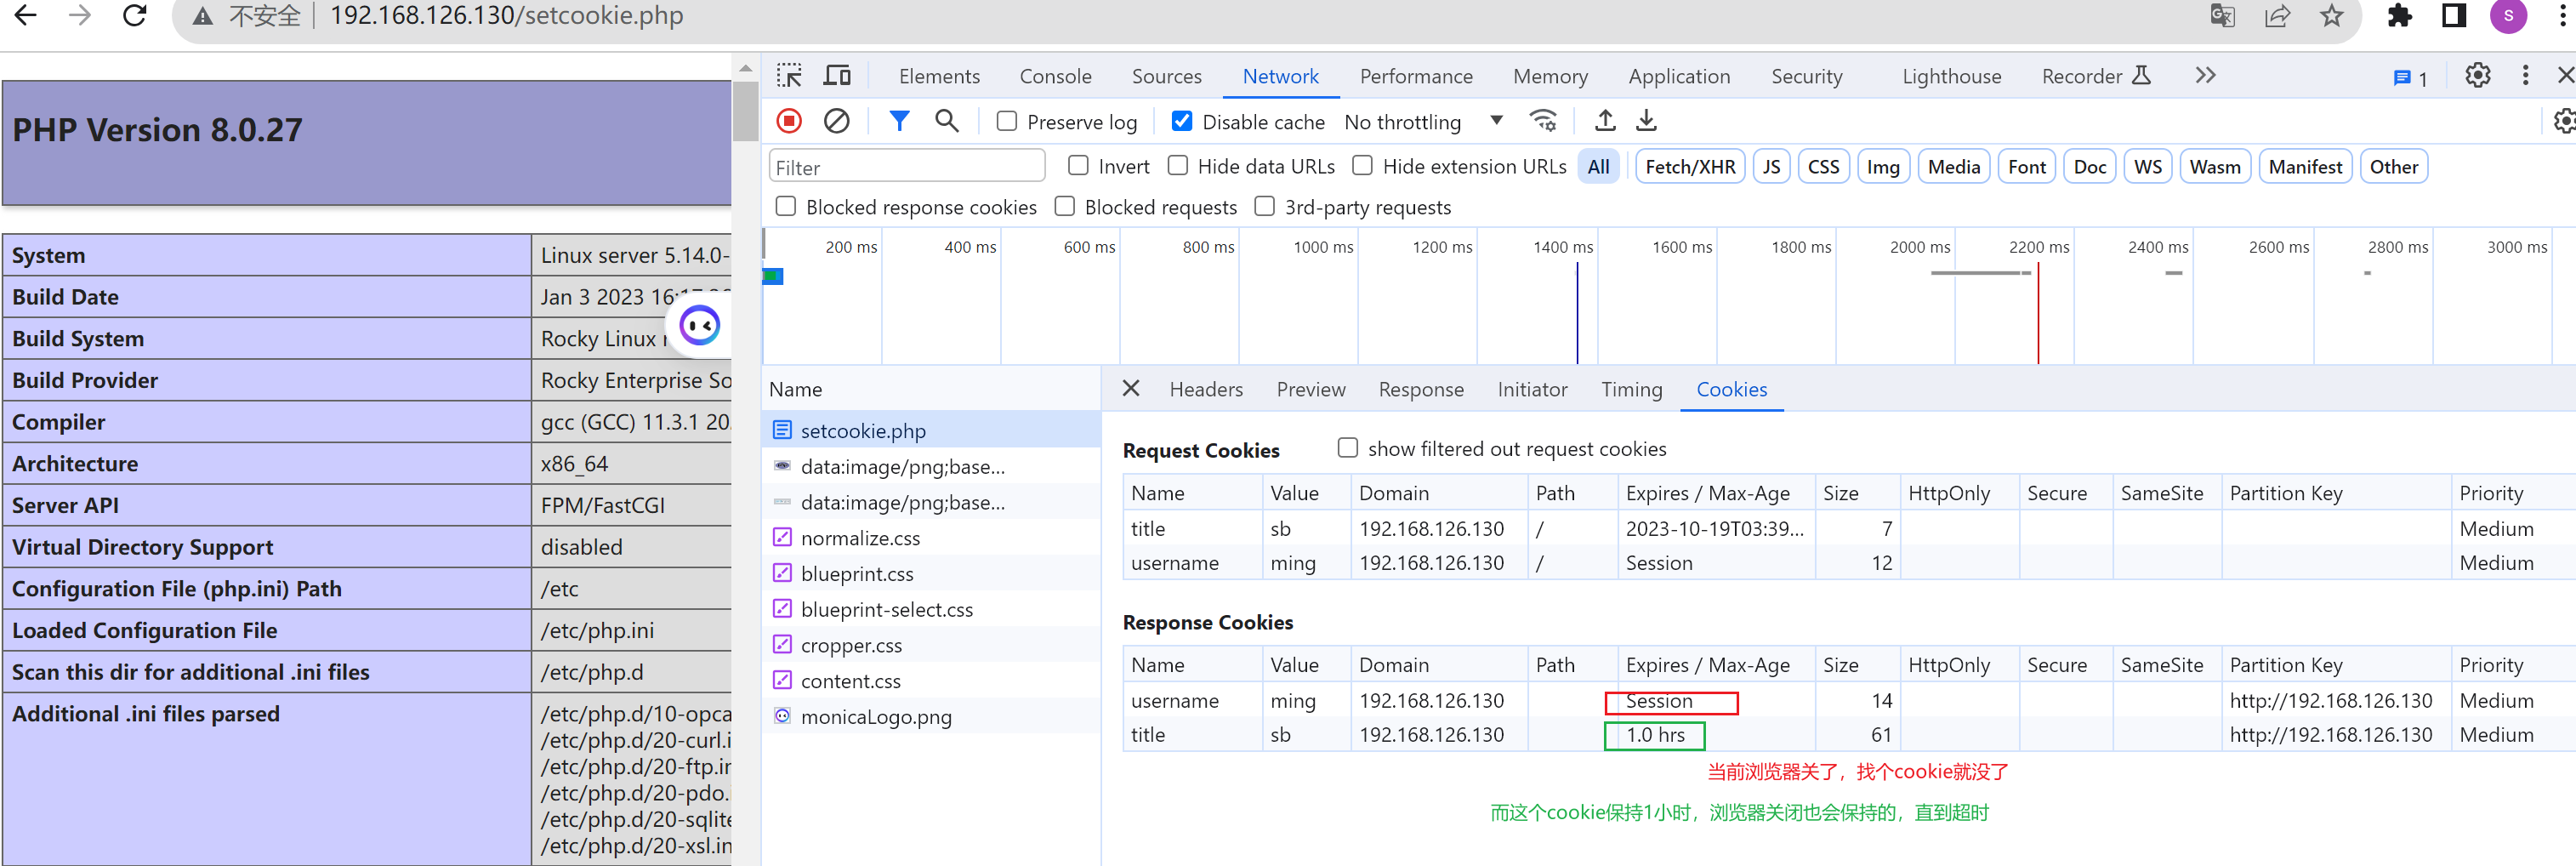 不安全 192.168.126.130/setcookie.php
S
PHP Version 8.0.27
System Linux server 5.14.0-
Build Date Jan 3 2023
Build System Rocky Linux
Build Provider Rocky Enterprise So
Compiler gcc (GCC) 11.3.1 20
Architecture x86_64
Server API FPM/FastCGI
Virtual Directory Support disabled
Configuration File (php.ini) Path /etc
Loaded Configuration File /etc/php.ini
Scan this dir for additional .ini files /etc/php.d
Additional .ini files parsed /etc/php.d/10-opca
/etc/php.d/20-curl.i
/etc/php.d/20-ftp.in
/etc/php.d/20-pdo.i
/etc/php.d/20-sqlite
/etc/php.d/20-xsl.in
Elements Console Sources Network Performance Memory Application Security Lighthouse Recorder 1
Preserve log Disable cache No throttling
Filter Invert Hide data URLs Hide extension URLs All Fetch/XHR JS CSS Img Media Font Doc WS Wasm Manifest Other
Blocked response cookies Blocked requests 3rd-party requests
200 ms 400 ms 600 ms 800 ms 1000 ms 1200 ms 1400 ms 1600 ms 1800 ms 2000 ms 2200 ms 2400 ms 2600 ms 2800 ms 3000 ms
Name
setcookie.php
data:image/png;base...
data:image/png;base...
normalize.css
blueprint.css
blueprint-select.css
cropper.css
content.css
monicaLogo.png
Headers Preview Response Initiator Timing Cookies
Request Cookies show filtered out request cookies
Name Value Domain Path Expires / Max-Age Size HttpOnly Secure SameSite Partition Key Priority
title sb 192.168.126.130 / 2023-10-19T03:39... 7 Medium
username ming 192.168.126.130 / Session 12 Medium
Response Cookies
Name Value Domain Path Expires / Max-Age Size HttpOnly Secure SameSite Partition Key Priority
username ming 192.168.126.130 Session 14 http://192.168.126.130 Medium
title sb 192.168.126.130 1.0 hrs 61 http://192.168.126.130 Medium
当前浏览器关了，找个cookie就没了
而这个cookie保持1小时，浏览器关闭也会保持的，直到超时